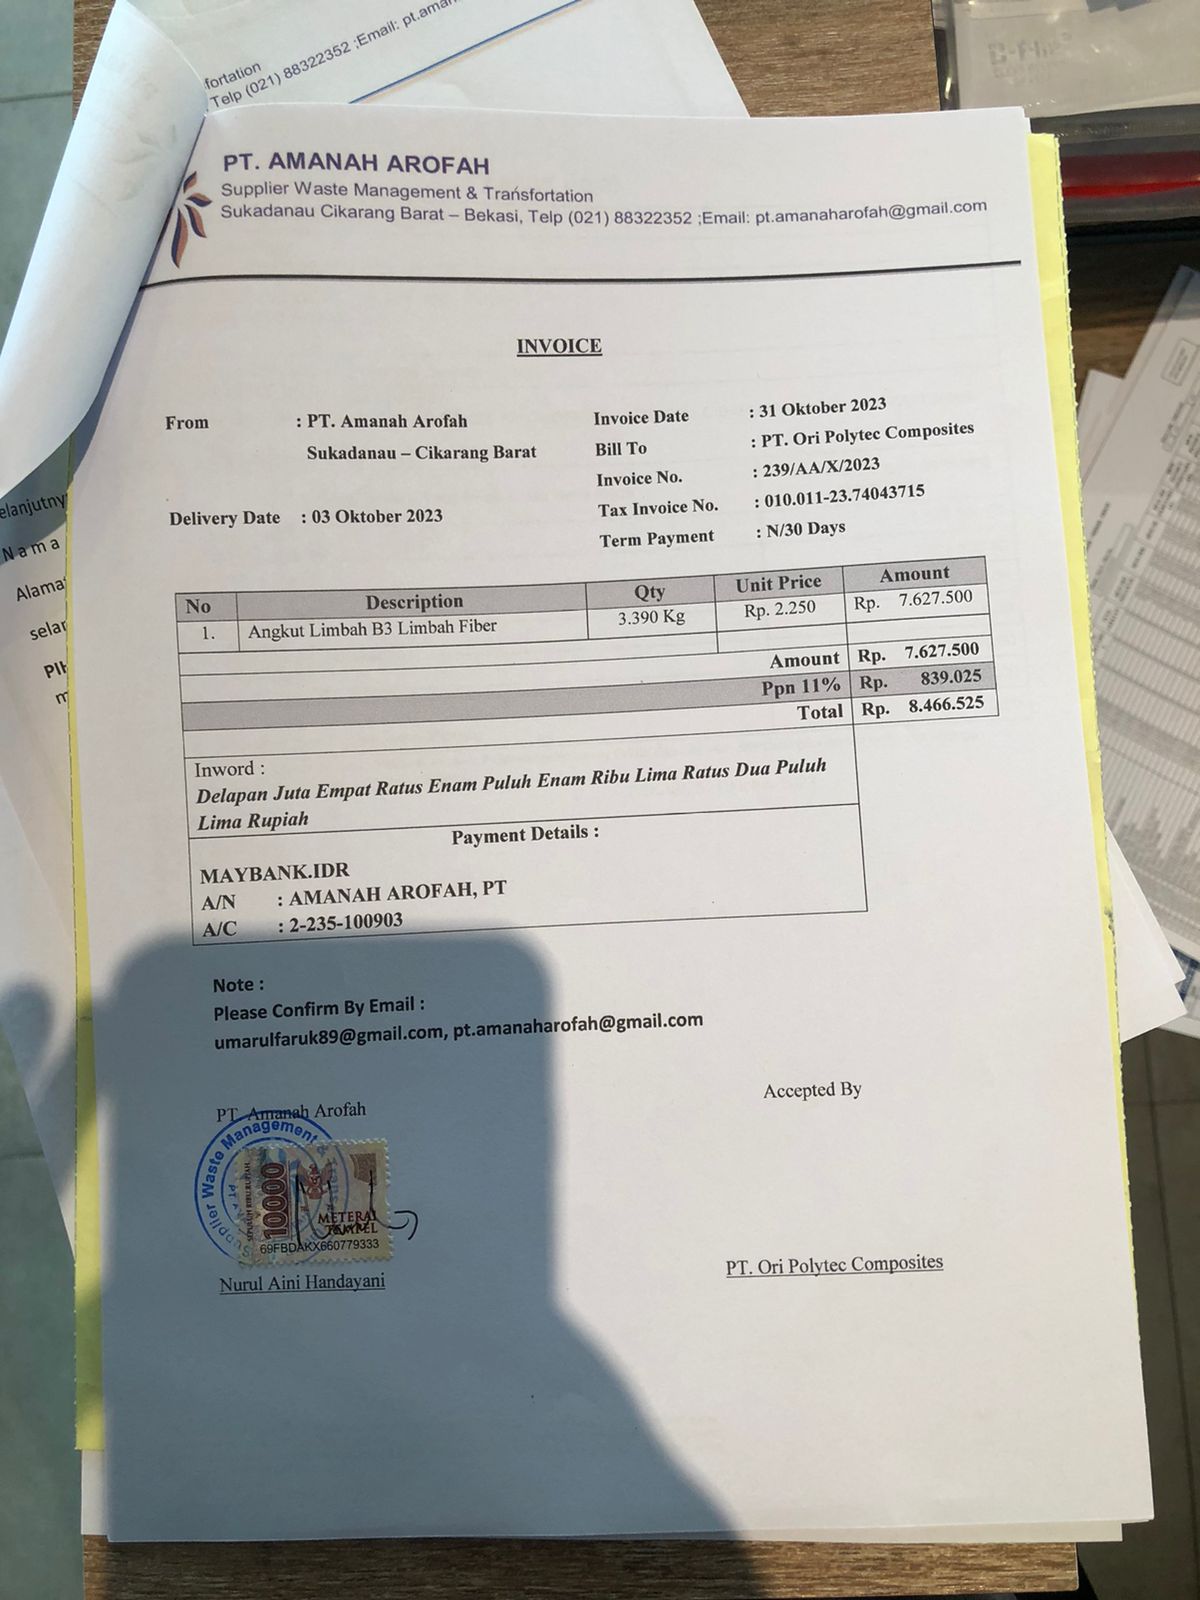 sfortation
, Telp (021) 88322352 ;Email: pt.aman
PT. AMANAH AROFAH
Supplier Waste Management & Trańsfortation
Sukadanau Cikarang Barat – Bekasi, Telp (021) 88322352 ;Email: pt.amanaharofah@gmail.com
INVOICE
From : PT. Amanah Arofah
Sukadanau – Cikarang Barat
Delivery Date : 03 Oktober 2023
Invoice Date : 31 Oktober 2023
Bill To : PT. Ori Polytec Composites
Invoice No. : 239/AA/X/2023
Tax Invoice No. : 010.011-23.74043715
Term Payment : N/30 Days
No Description Qty Unit Price Amount
1. Angkut Limbah B3 Limbah Fiber 3.390 Kg Rp. 2.250 Rp. 7.627.500
Amount Rp. 7.627.500
Ppn 11% Rp. 839.025
Total Rp. 8.466.525
Inword :
Delapan Juta Empat Ratus Enam Puluh Enam Ribu Lima Ratus Dua Puluh
Lima Rupiah
Payment Details :
MAYBANK.IDR
A/N : AMANAH AROFAH, PT
A/C : 2-235-100903
Note :
Please Confirm By Email :
umarulfaruk89@gmail.com, pt.amanaharofah@gmail.com
PT. Amanah Arofah
Accepted By
Supplier Waste Management
10000
METERAI
TEMPEL
69FBDAKX660779333
Nurul Aini Handayani
PT. Ori Polytec Composites
elanjutny
N a m a
Alama
selar
PIH
m